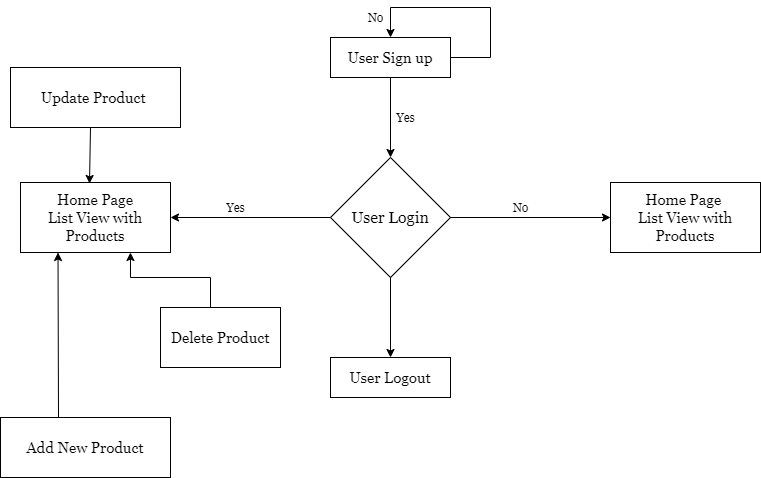 No
User Sign up
Update Product
Yes
Home Page
List View with
Products
Yes
User Login
No
Home Page
List View with
Products
Delete Product
User Logout
Add New Product